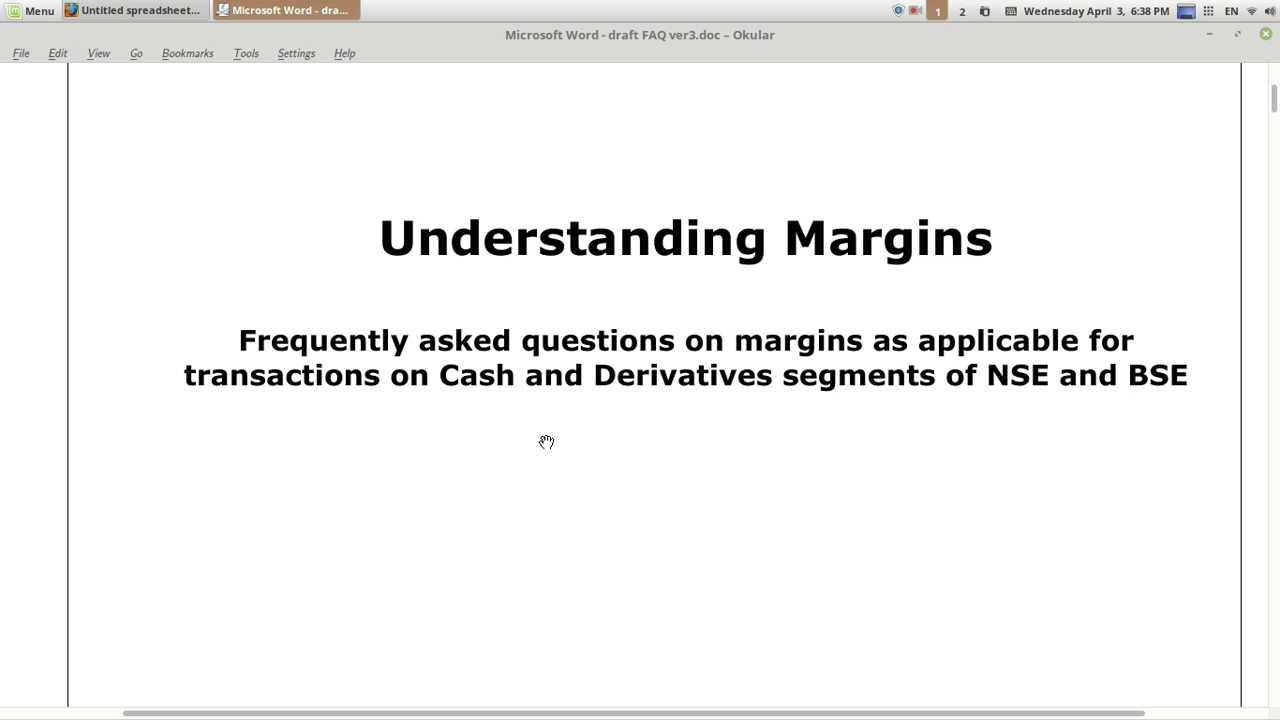 Menu
Untitled spreadsheet...
Microsoft Word - dra...
1
2
Wednesday April 3, 6:38 PM
EN
Microsoft Word - draft FAQ ver3.doc – Okular
File Edit View Go Bookmarks Tools Settings Help
Understanding Margins
Frequently asked questions on margins as applicable for
transactions on Cash and Derivatives segments of NSE and BSE